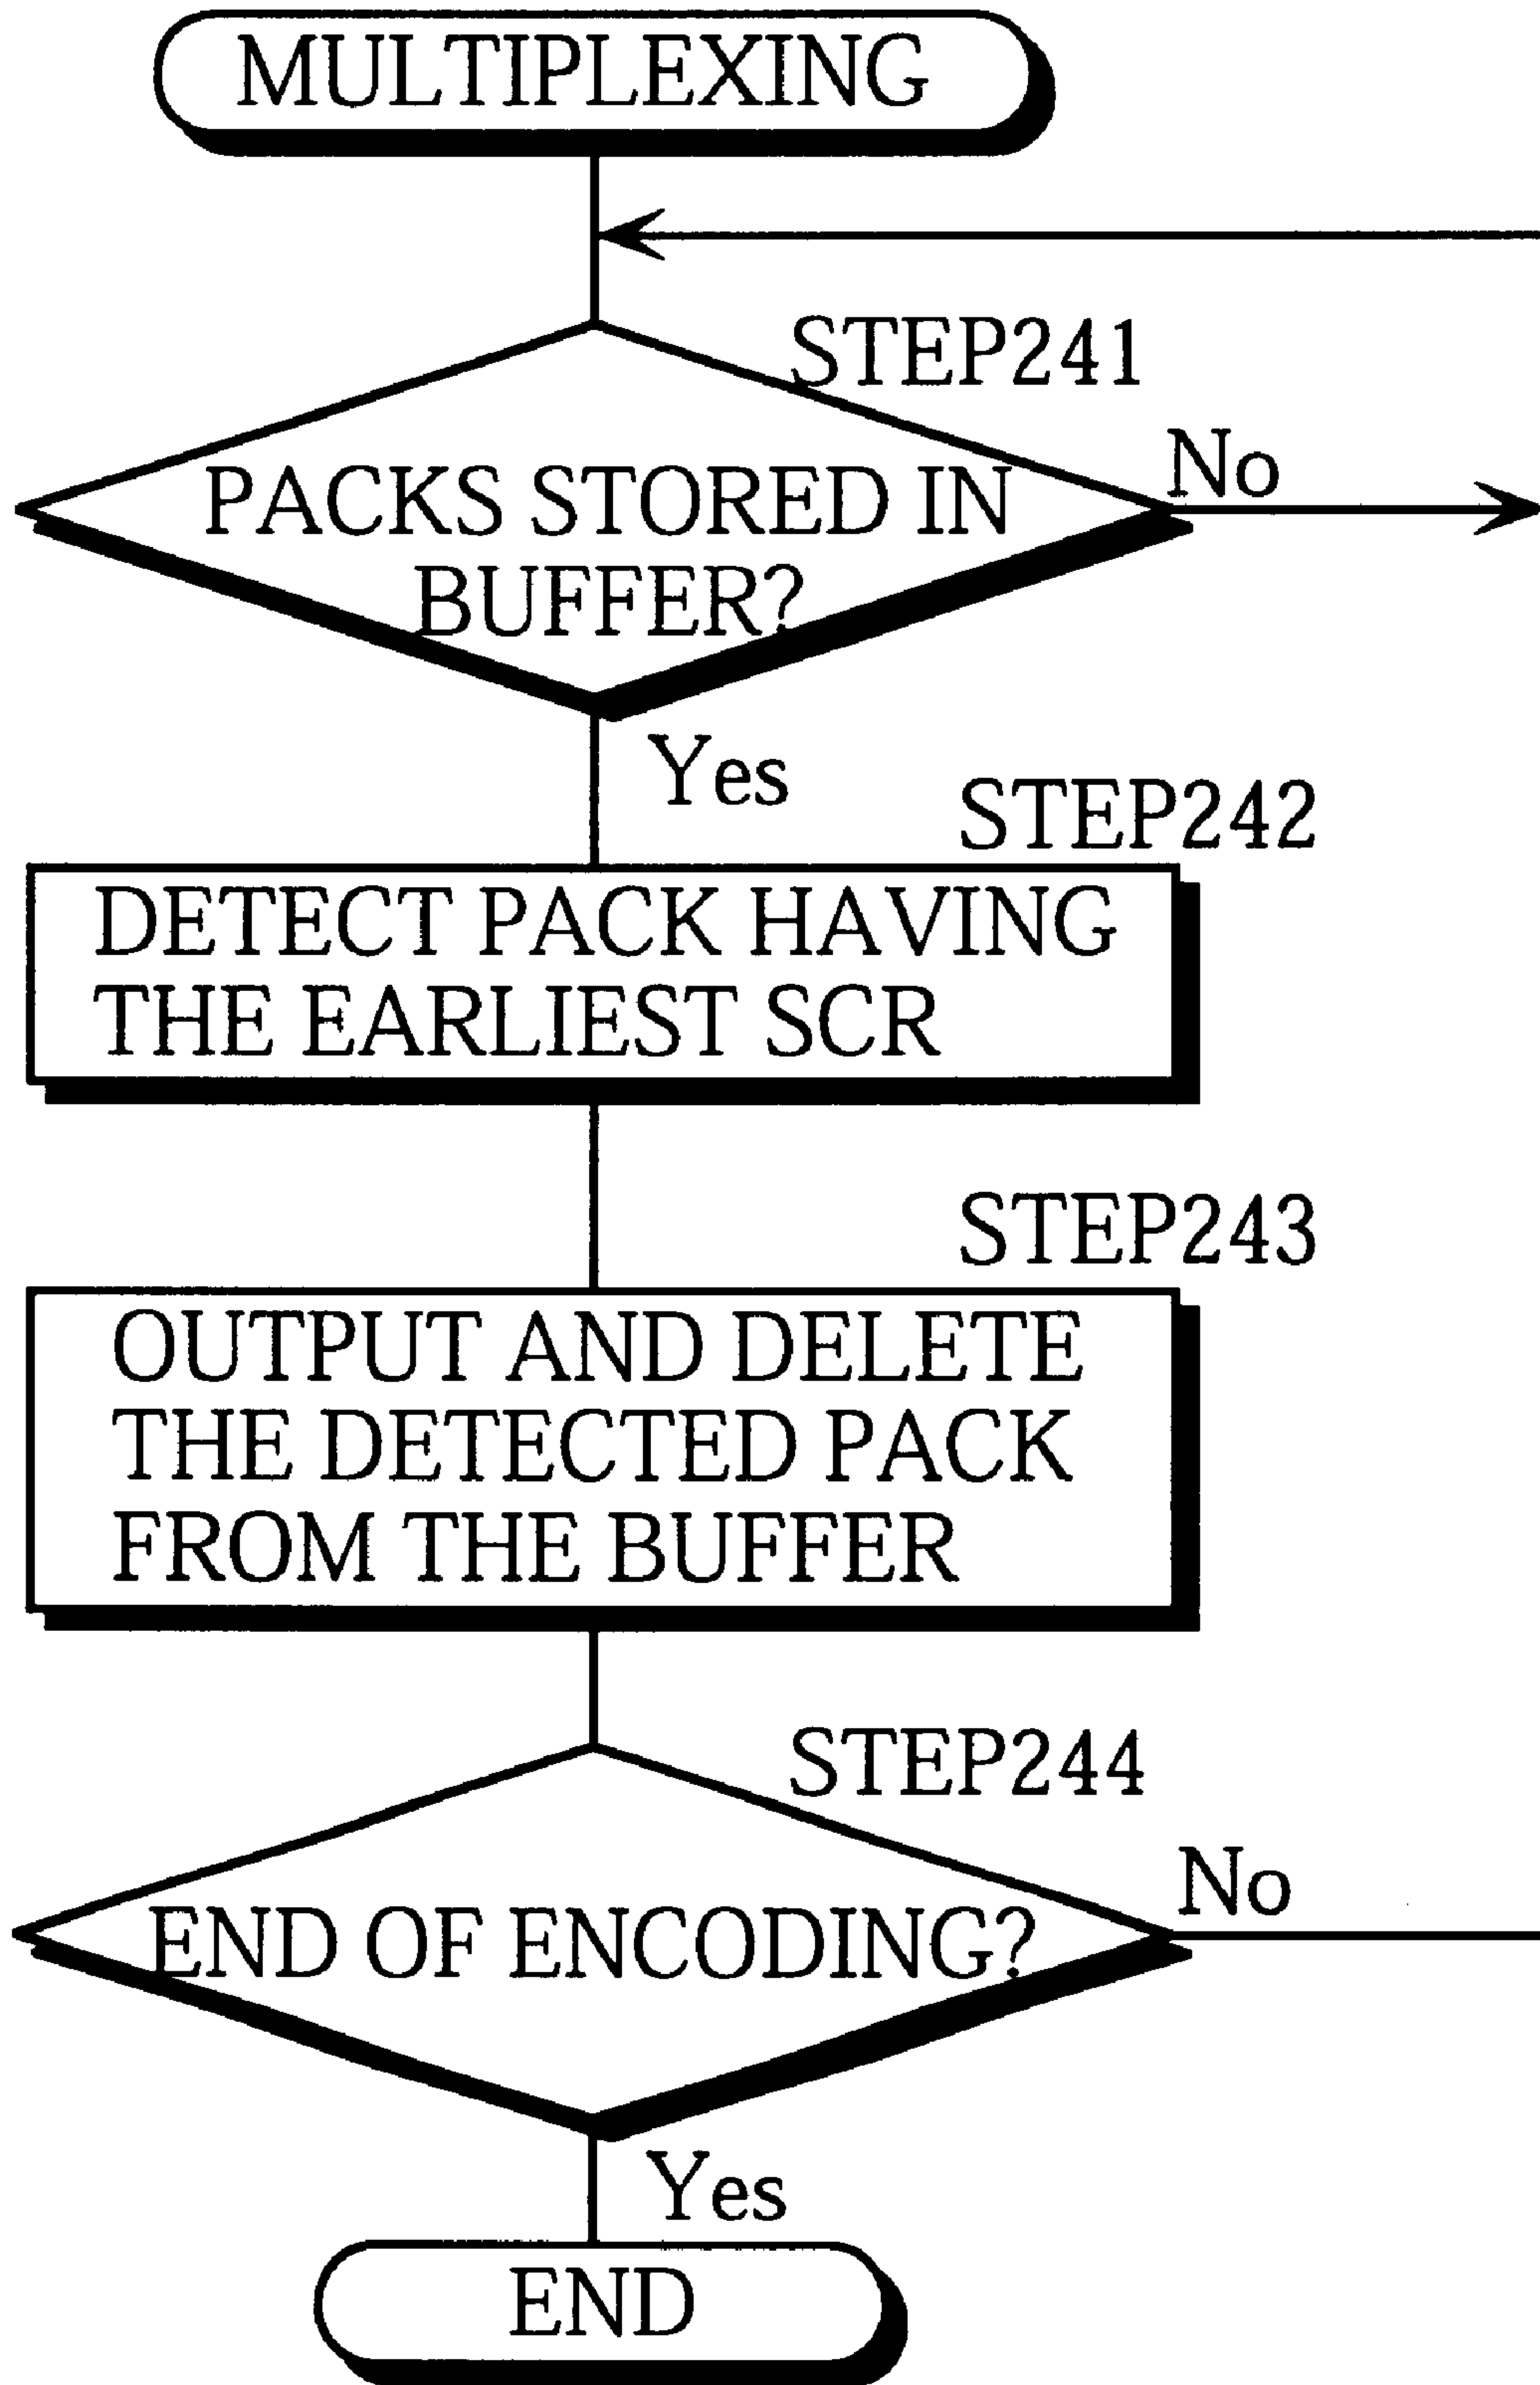 MULTIPLEXING
STEP241
No
PACKS STORED IN
BUFFER?
Yes
STEP242
DETECT PACK HAVING
THE EARLIEST SCR
STEP243
OUTPUT AND DELETE
THE DETECTED PACK
FROM THE BUFFER
STEP244
No
END OF ENCODING?
Yes
END